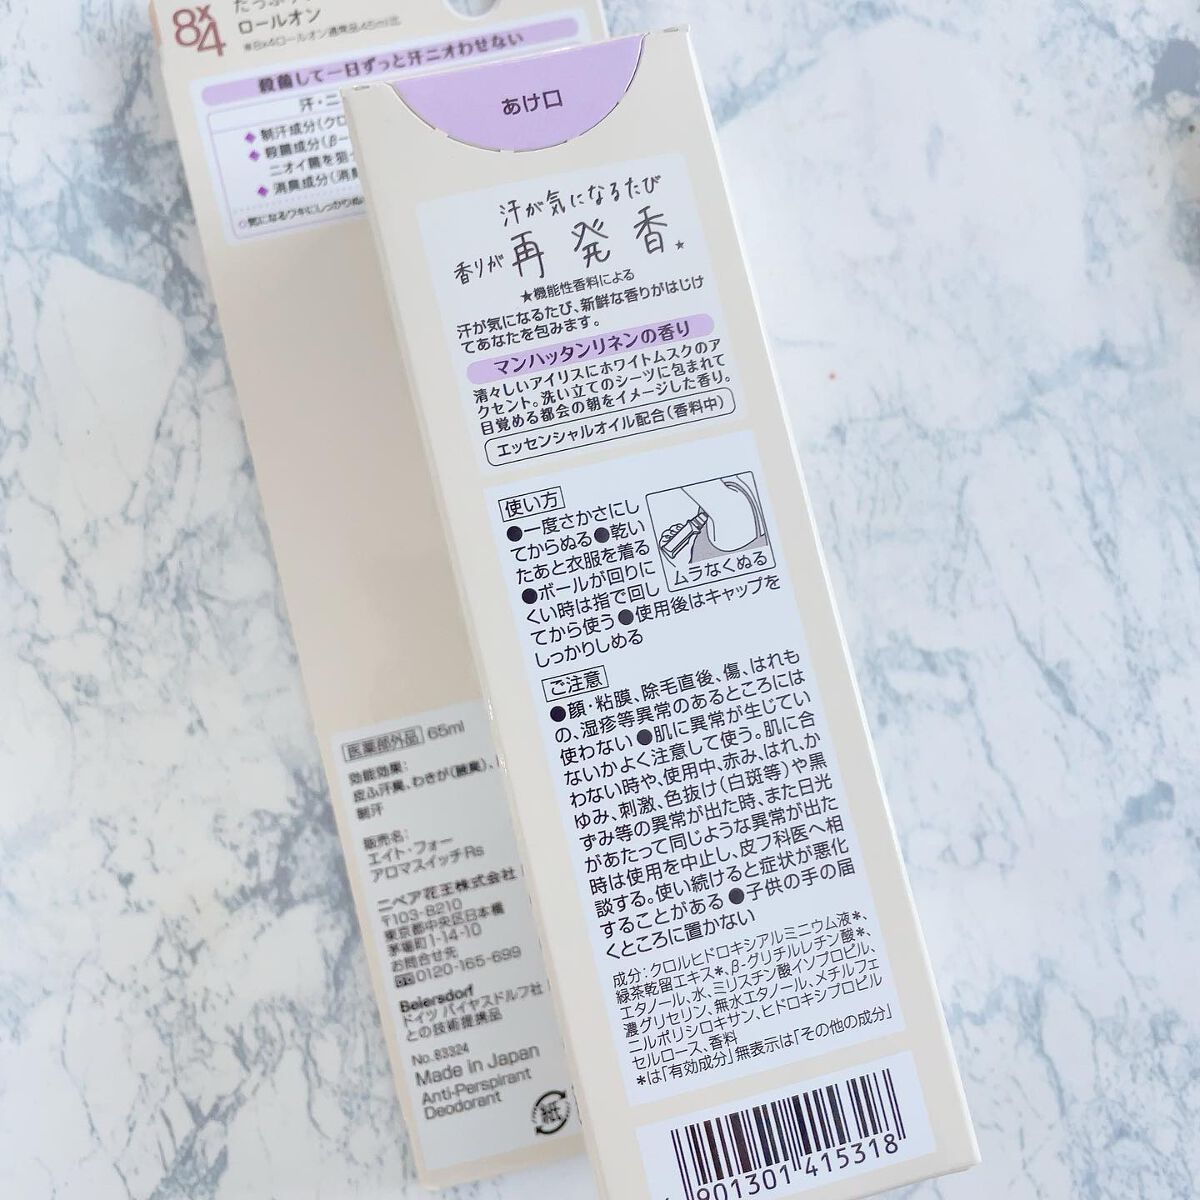 8x4
ロールオン
※8x4ロールオン通常品45ml比
殺菌して一日ずっと汗ニオわせない
汗・ニ
◆制汗成分(クロ
◆殺菌成分(β-
ニオイ菌を狙
◆消臭成分(消
医薬部外品 65ml
効能効果:
皮ふ汗臭、わきが(腋臭)、
制汗
販売名:
エイト・フォー
アロマスイッチRs
ニベア花王株式会社
〒103-8210
東京都中央区日本橋
茅場町1-14-10
お問合せ先
0120-165-699
Beiersdorf
ドイツ バイヤスドルフ社
との技術提携品
No.83324
Made in Japan
Anti-Perspirant
Deodorant
紙
あけ口
汗が気になるたび
香りが再発香★
★機能性香料による
汗が気になるたび、新鮮な香りがはじけ
てあなたを包みます。
マンハッタンリネンの香り
清々しいアイリスにホワイトムスクのア
クセント。洗い立てのシーツに包まれて
目覚める都会の朝をイメージした香り。
エッセンシャルオイル配合(香料中)
使い方
●一度さかさにし
てからぬる●乾い
たあと衣服を着る
●ボールが回りに
くい時は指で回し
てから使う●使用後はキャップを
しっかりしめる
ムラなくぬる
ご注意
●顔・粘膜、除毛直後、傷、はれも
の、湿疹等異常のあるところには
使わない●肌に異常が生じてい
ないかよく注意して使う。肌に合
わない時や、使用中、赤み、はれ、か
ゆみ、刺激、色抜け(白斑等)や黒
ずみ等の異常が出た時、また日光
があたって同じような異常が出た
時は使用を中止し、皮フ科医へ相
談する。使い続けると症状が悪化
することがある●子供の手の届
くところに置かない
成分:クロルヒドロキシアルミニウム液*、
緑茶乾留エキス*、β-グリチルレチン酸*、
エタノール、水、ミリスチン酸イソプロピル、
濃グリセリン、無水エタノール、メチルフェ
ニルポリシロキサン、ヒドロキシプロピル
セルロース、香料
*は「有効成分」無表示は「その他の成分」
901301 415318